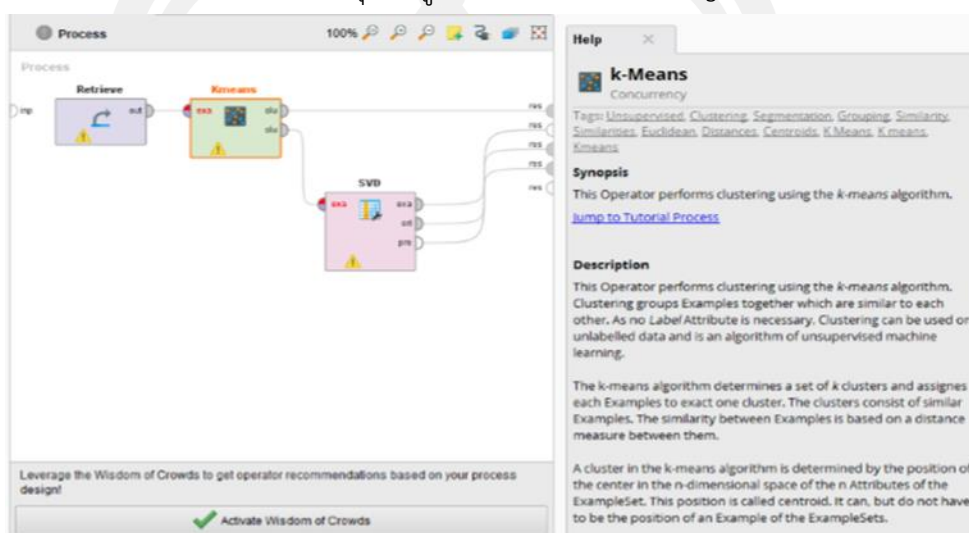 Process
100%
Process
Retrieve
inp
out
Kmeans
exa
clu
clu
SVD
exa
exa
ori
pre
res
res
res
res
res
Leverage the Wisdom of Crowds to get operator recommendations based on your process
design!
Activate Wisdom of Crowds
Help
k-Means
Concurrency
Tags: Unsupervised, Clustering, Segmentation, Grouping, Similarity,
Similarities, Euclidean, Distances, Centroids, K Means, K means,
Kmeans
Synopsis
This Operator performs clustering using the k-means algorithm.
Jump to Tutorial Process
Description
This Operator performs clustering using the k-means algorithm.
Clustering groups Examples together which are similar to each
other. As no Label Attribute is necessary. Clustering can be used on
unlabelled data and is an algorithm of unsupervised machine
learning.
The k-means algorithm determines a set of k clusters and assignes
each Examples to exact one cluster. The clusters consist of similar
Examples. The similarity between Examples is based on a distance
measure between them.
A cluster in the k-means algorithm is determined by the position of
the center in the n-dimensional space of the n Attributes of the
ExampleSet. This position is called centroid. It can, but do not have
to be the position of an Example of the ExampleSets.